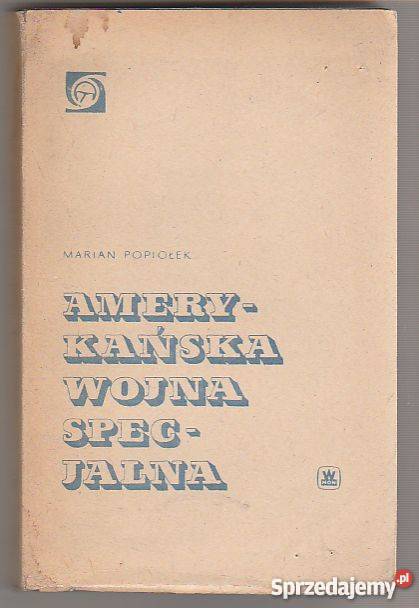 MARIAN POPIOŁEK
AMERY-
KAŃSKA
WOJNA
SPEC-
JALNA
W
MON
Sprzedajemy.pl